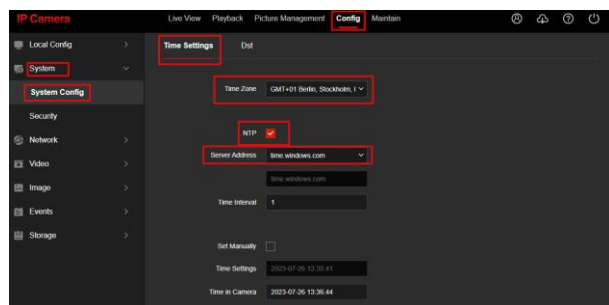 IP Camera
Live View Playback Picture Management Config Maintain
Local Config
System
System Config
Security
Network
Video
Image
Events
Storage
Time Settings Dst
Time Zone GMT+01 Berlin, Stockholm, I
NTP
Server Address time.windows.com
time.windows.com
Time Interval 1
Set Manually
Time Settings 2023-07-26 13:35:41
Time in Camera 2023-07-26 13:36:44